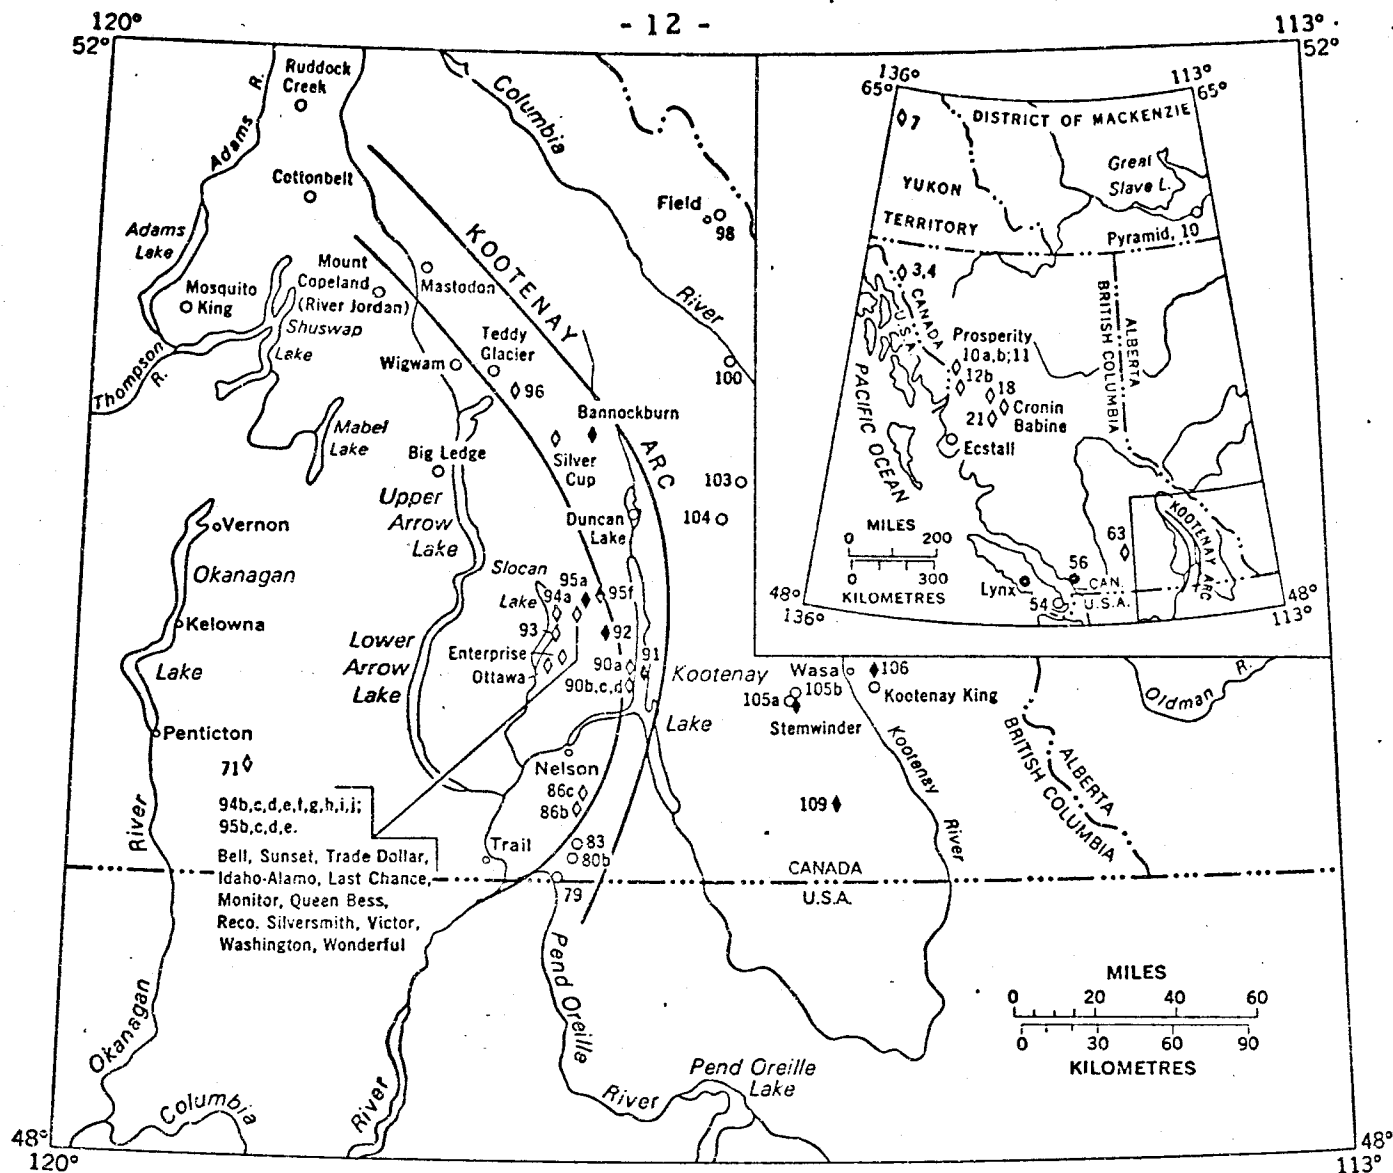 - 12 -
120°
52°
113°
52°
Ruddock
Creek
Adams R.
Columbia
River
Cottonbelt
Field
98
Adams
Lake
Mosquito
King
Mount
Copeland
(River Jordan)
Mastodon
KOOTENAY
ARC
Shuswap
Lake
Teddy
Glacier
Thompson
R.
Wigwam
96
100
Bannockburn
Mabel
Lake
Big Ledge
Silver
Cup
103
Upper
Arrow
Lake
Duncan
Lake
104
Vernon
Okanagan
Slocan
Lake
95a
95f
94a
Kelowna
93
92
Lower
Arrow
Lake
Enterprise
Ottawa
90a
91
90b,c,d
Kootenay
Lake
Lake
Penticton
71
Nelson
86c
86b
94b,c,d,e,f,g,h,i,j;
95b,c,d,e.
River
Trail
83
80b
79
Bell, Sunset, Trade Dollar,
Idaho-Alamo, Last Chance,
Monitor, Queen Bess,
Reco, Silversmith, Victor,
Washington, Wonderful
Wasa
106
105a
105b
Kootenay King
Stemwinder
Kootenay
River
109
Oldman R.
ALBERTA
BRITISH COLUMBIA
CANADA
U.S.A.
Pend Oreille
River
Pend Oreille
Lake
Okanagan
Columbia
River
MILES
0 20 40 60
0 30 60 90
KILOMETRES
48°
120°
48°
113°
136°
65°
113°
65°
7
DISTRICT OF MACKENZIE
Great
Slave L.
YUKON
TERRITORY
Pyramid, 10
3,4
CANADA
U.S.A.
BRITISH COLUMBIA
ALBERTA
Prosperity
10a,b;11
12b
18
Cronin
Babine
21
Ecstall
PACIFIC OCEAN
MILES
0 200
0 300
KILOMETRES
63
56
Lynx
54
CAN.
U.S.A.
KOOTENAY ARC
48°
136°
48°
113°